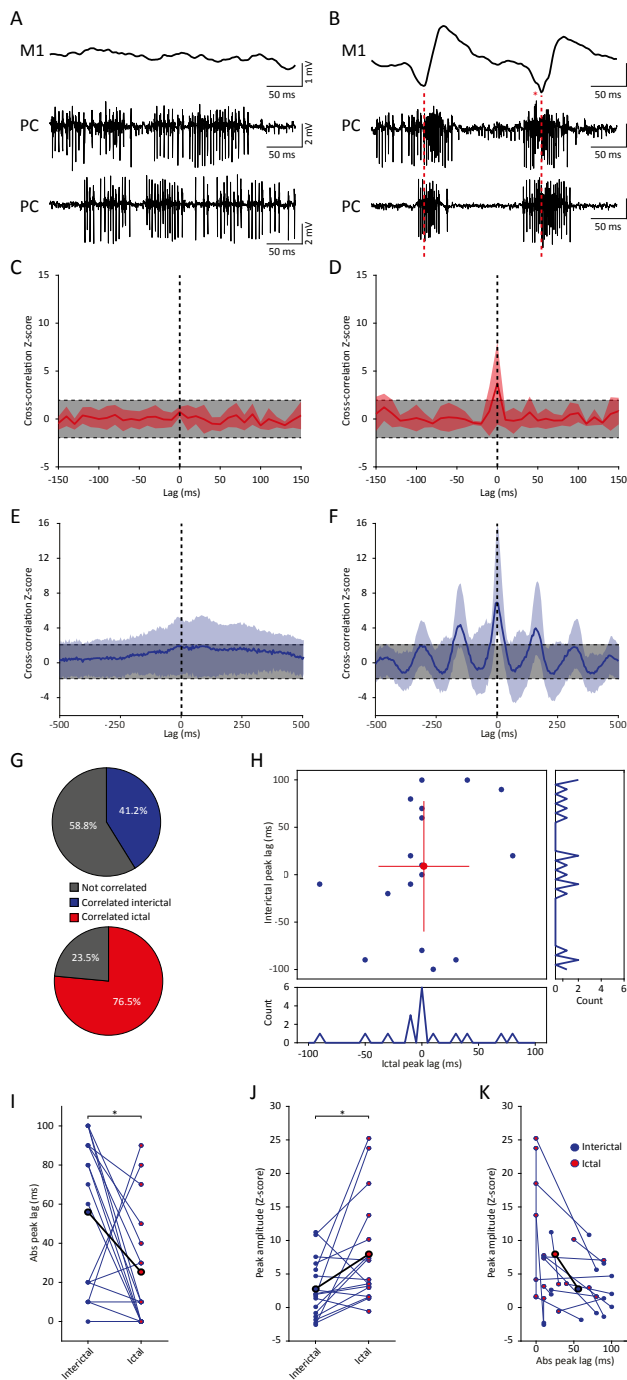 A
B
M1
1 mV
50 ms
M1
50 ms
PC
2 mV
50 ms
PC
50 ms
PC
2 mV
50 ms
PC
50 ms
*
C
D
Cross-correlation Z-score
15
10
5
0
-5
-150 -100 -50 0 50 100 150
Lag (ms)
Cross-correlation Z-score
15
10
5
0
-5
-150 -100 -50 0 50 100 150
Lag (ms)
E
F
Cross-correlation Z-score
16
12
8
4
0
-4
-500 -250 0 250 500
Lag (ms)
Cross-correlation Z-score
16
12
8
4
0
-4
-500 -250 0 250 500
Lag (ms)
G
41.2%
58.8%
Not correlated
Correlated interictal
Correlated ictal
23.5%
76.5%
H
Interictal peak lag (ms)
100
50
0
-50
-100
0 2 4 6
Count
Count
6
4
2
0
-100 -50 0 50 100
Ictal peak lag (ms)
I
*
Abs peak lag (ms)
100
80
60
40
20
0
Interictal
Ictal
J
*
Peak amplitude (Z-score)
30
25
20
15
10
5
0
-5
Interictal
Ictal
K
Peak amplitude (Z-score)
30
25
20
15
10
5
0
-5
Interictal
Ictal
0 50 100
Abs peak lag (ms)